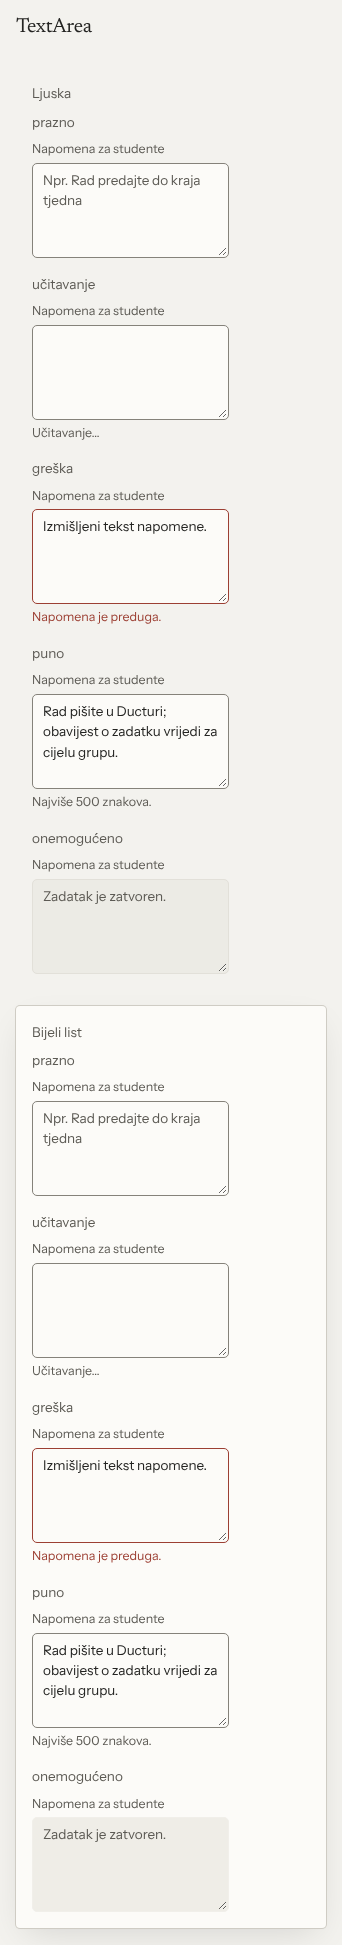 TextArea
Ljuska
prazno
Napomena za studente
Npr. Rad predajte do kraja
tjedna
učitavanje
Napomena za studente
Učitavanje…
greška
Napomena za studente
Izmišljeni tekst napomene.
Napomena je preduga.
puno
Napomena za studente
Rad pišite u Ducturi;
obavijest o zadatku vrijedi za
cijelu grupu.
Najviše 500 znakova.
onemogućeno
Napomena za studente
Zadatak je zatvoren.
Bijeli list
prazno
Napomena za studente
Npr. Rad predajte do kraja
tjedna
učitavanje
Napomena za studente
Učitavanje…
greška
Napomena za studente
Izmišljeni tekst napomene.
Napomena je preduga.
puno
Napomena za studente
Rad pišite u Ducturi;
obavijest o zadatku vrijedi za
cijelu grupu.
Najviše 500 znakova.
onemogućeno
Napomena za studente
Zadatak je zatvoren.